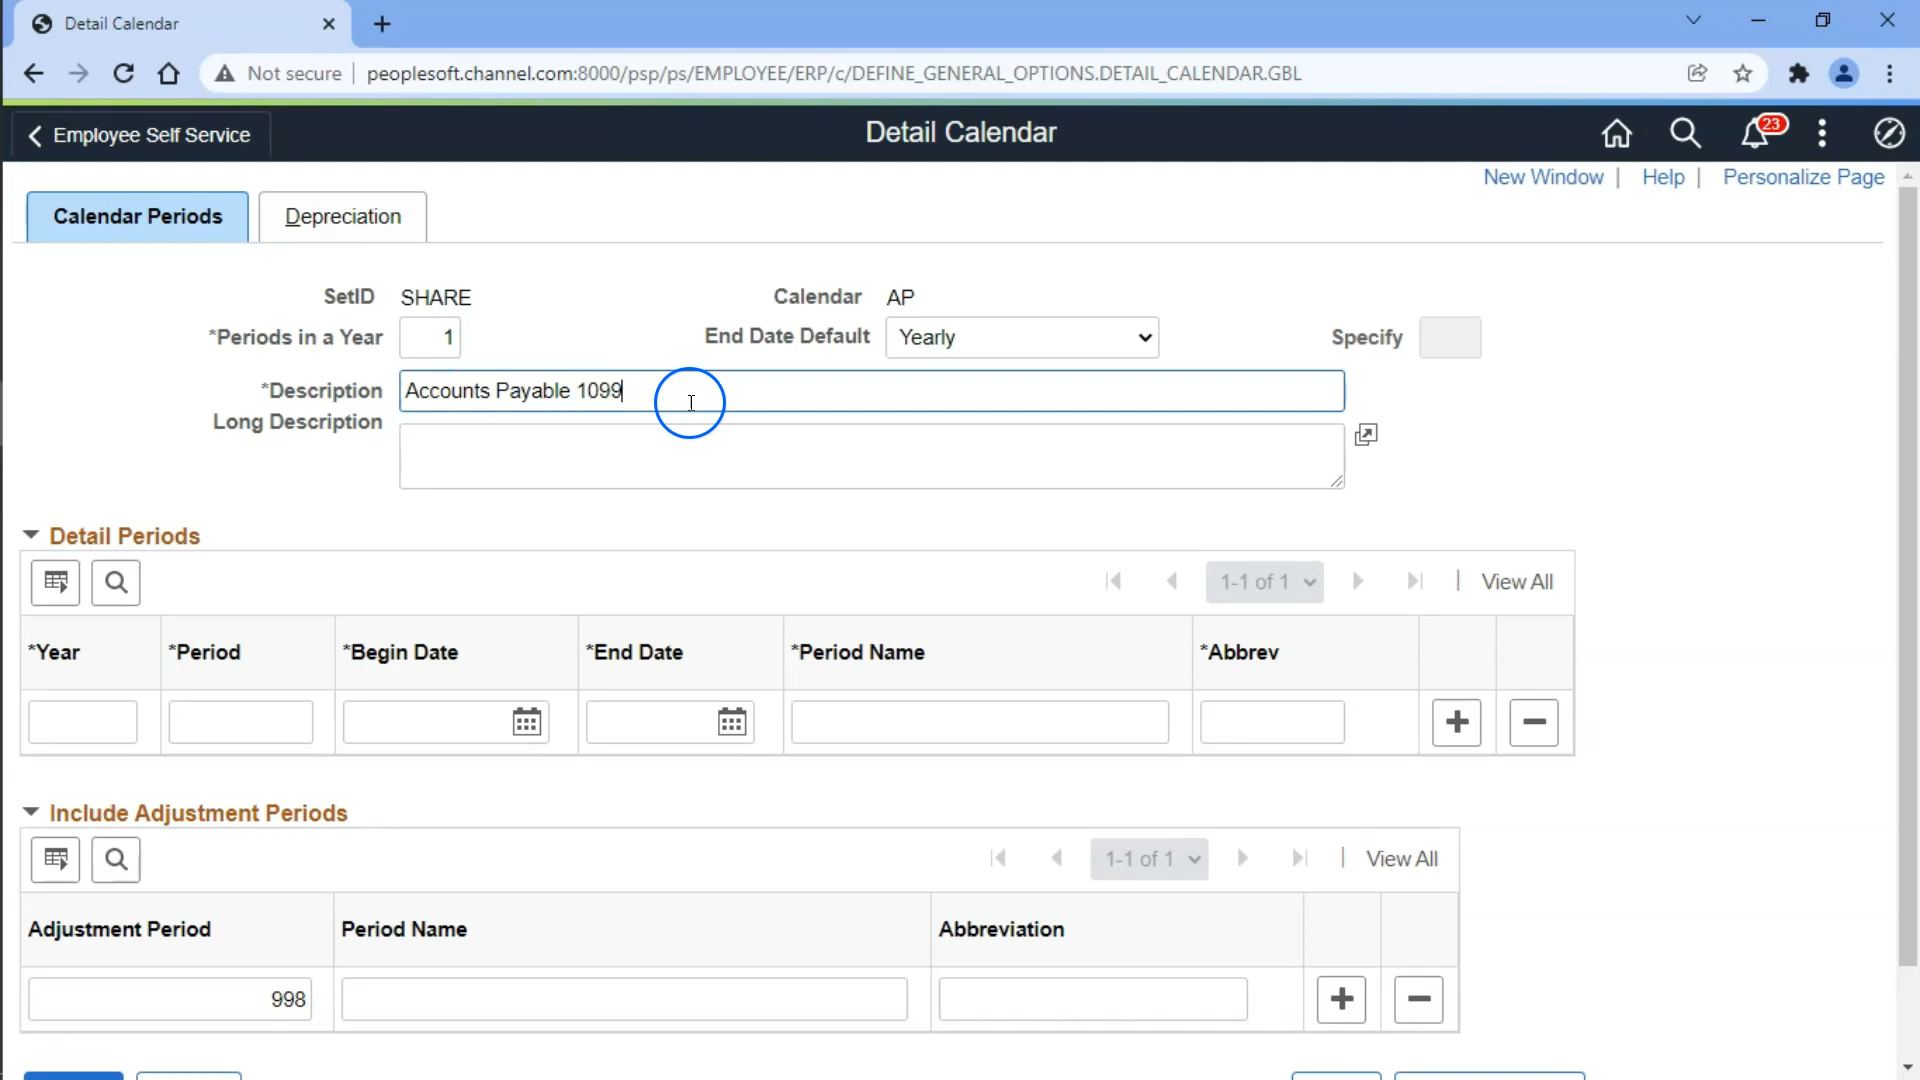 Detail Calendar
Not secure peoplesoft.channel.com:8000/psp/ps/EMPLOYEE/ERP/c/DEFINE_GENERAL_OPTIONS.DETAIL_CALENDAR.GBL
Employee Self Service Detail Calendar 23
New Window | Help | Personalize Page
Calendar Periods Depreciation
SetID SHARE Calendar AP
*Periods in a Year 1 End Date Default Yearly Specify
*Description Accounts Payable 1099
Long Description
Detail Periods
1-1 of 1 | View All
*Year *Period *Begin Date *End Date *Period Name *Abbrev
Include Adjustment Periods
1-1 of 1 | View All
Adjustment Period Period Name Abbreviation
998